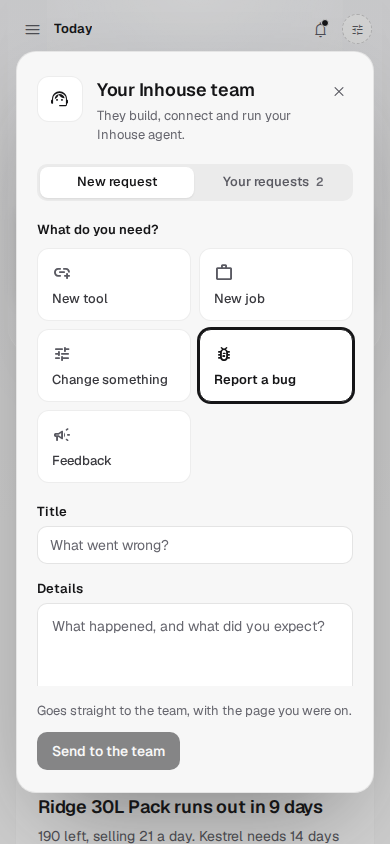 Today
Your Inhouse team
They build, connect and run your
Inhouse agent.
New request
Your requests 2
What do you need?
New tool
New job
Change something
Report a bug
Feedback
Title
What went wrong?
Details
What happened, and what did you expect?
Goes straight to the team, with the page you were on.
Send to the team
Ridge 30L Pack runs out in 9 days
190 left, selling 21 a day. Kestrel needs 14 days